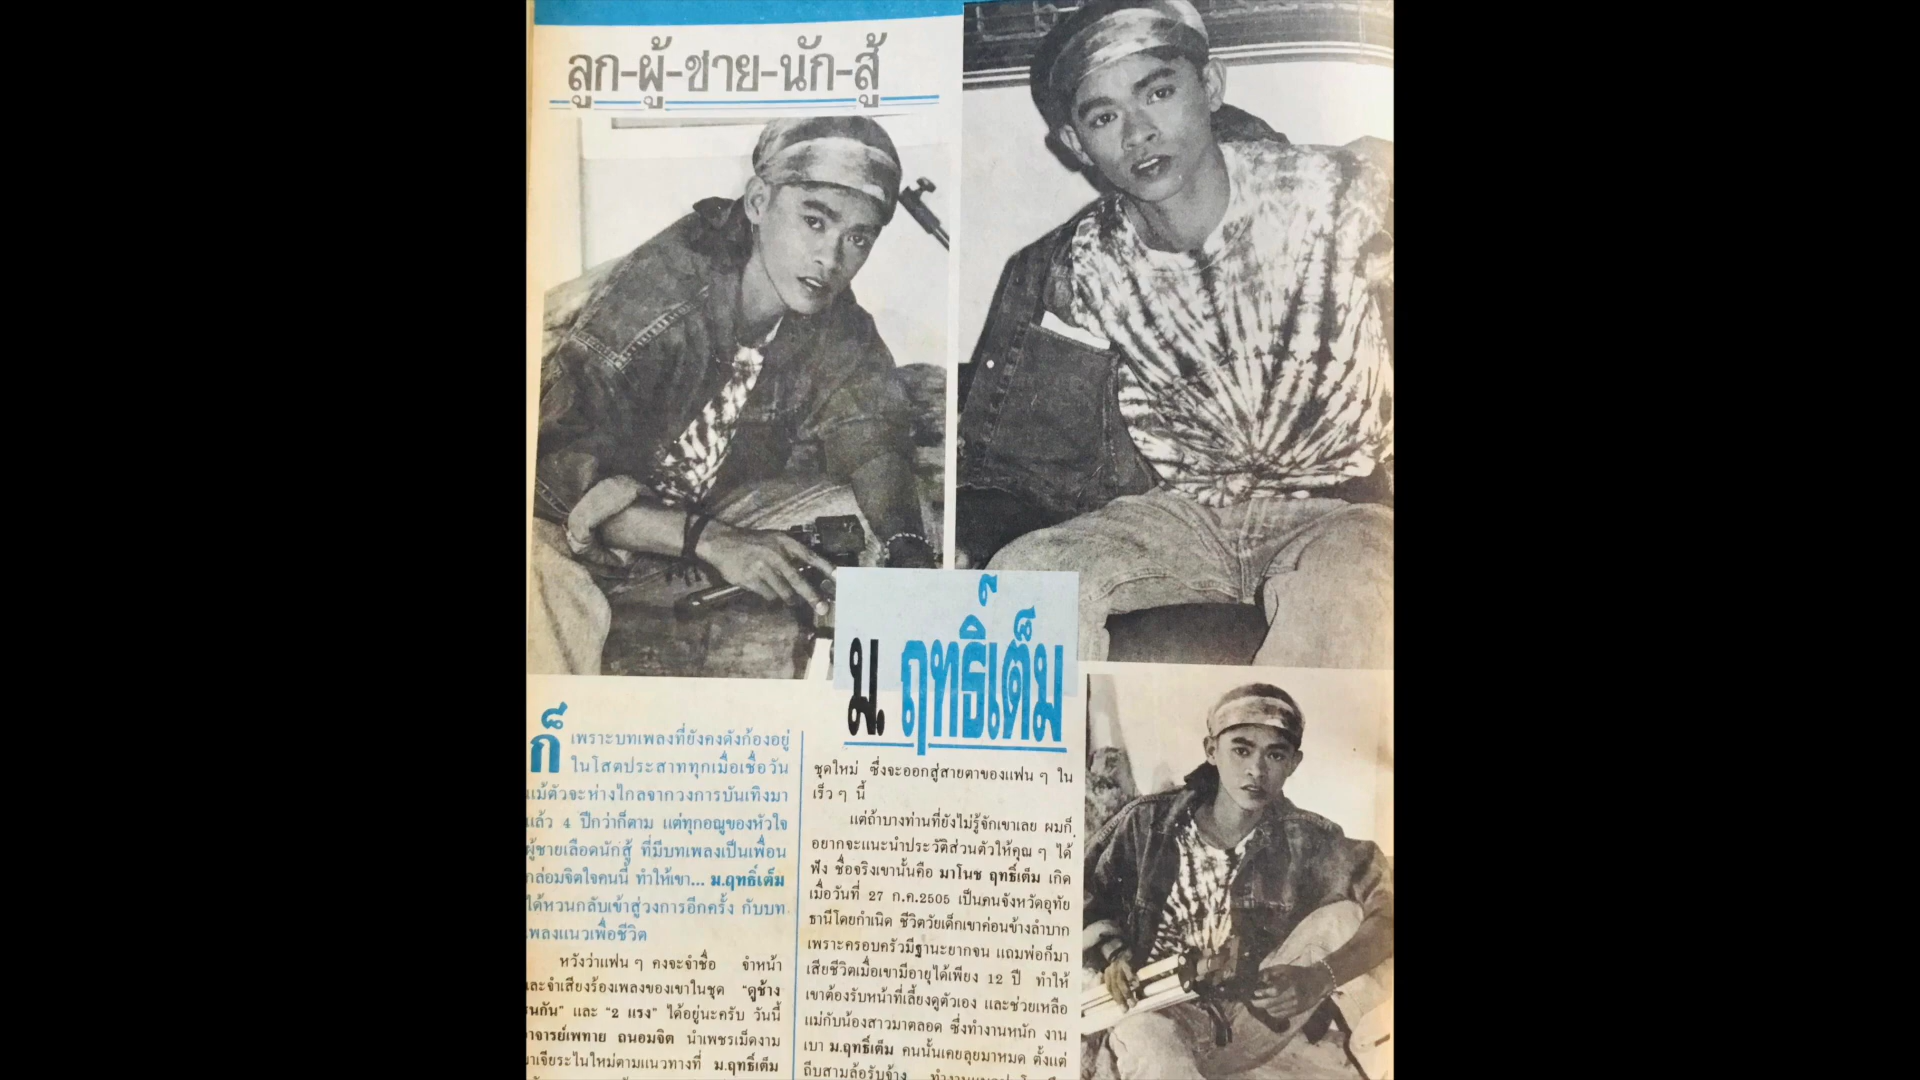 ลูก-ผู้-ชาย-นัก-สู้
ม. ฤทธิ์เต็ม
ก็ เพราะบทเพลงที่ยังคงดังก้องอยู่
ในโสตประสาททุกเมื่อเชื่อวัน
แม้ตัวจะห่างไกลจากวงการบันเทิงมา
แล้ว 4 ปีกว่าก็ตาม แต่ทุกอณูของหัวใจ
ผู้ชายเลือดนักสู้ ที่มีบทเพลงเป็นเพื่อน
กล่อมจิตใจคนนี้ ทำให้เขา... ม.ฤทธิ์เต็ม
ได้หวนกลับเข้าสู่วงการอีกครั้ง กับบท
เพลงแนวเพื่อชีวิต
หวังว่าแฟน ๆ คงจะจำชื่อ จำหน้า
และจำเสียงร้องเพลงของเขาในชุด "ดูช้าง
ชนกัน" และ "2 แรง" ได้อยู่นะครับ วันนี้
อาจารย์เพทาย ถนอมจิต นำเพชรเม็ดงาม
มาเจียระไนใหม่ตามแนวทางที่ ม.ฤทธิ์เต็ม
ชุดใหม่ ซึ่งจะออกสู่สายตาของแฟน ๆ ใน
เร็ว ๆ นี้
แต่ถ้าบางท่านที่ยังไม่รู้จักเขาเลย ผมก็
อยากจะแนะนำประวัติส่วนตัวให้คุณ ๆ ได้
ฟัง ชื่อจริงเขานั้นคือ มาโนช ฤทธิ์เต็ม เกิด
เมื่อวันที่ 27 ก.ค.2505 เป็นคนจังหวัดอุทัย
ธานีโดยกำเนิด ชีวิตวัยเด็กเขาค่อนข้างลำบาก
เพราะครอบครัวมีฐานะยากจน แถมพ่อก็มา
เสียชีวิตเมื่อเขามีอายุได้เพียง 12 ปี ทำให้
เขาต้องรับหน้าที่เลี้ยงดูตัวเอง และช่วยเหลือ
แม่กับน้องสาวมาตลอด ซึ่งทำงานหนัก งาน
เบา ม.ฤทธิ์เต็ม คนนั้นเคยลุยมาหมด ตั้งแต่
ถีบสามล้อรับจ้าง